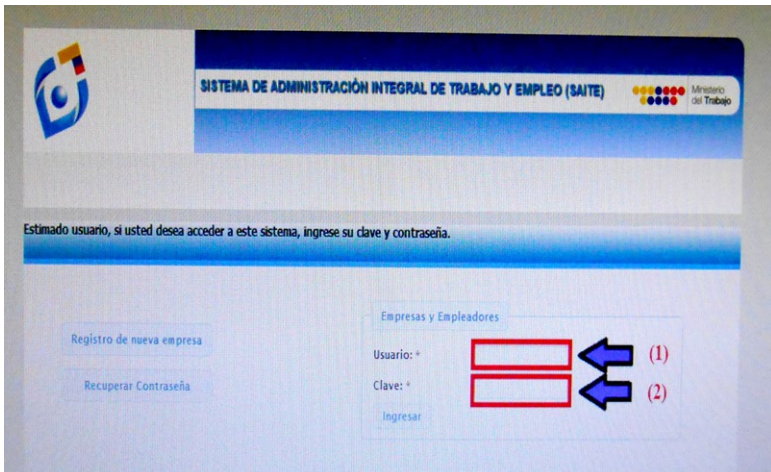 SISTEMA DE ADMINISTRACIÓN INTEGRAL DE TRABAJO Y EMPLEO (SAITE)
Ministerio
del Trabajo
Estimado usuario, si usted desea acceder a este sistema, ingrese su clave y contraseña.
Empresas y Empleadores
Registro de nueva empresa
Usuario: * (1)
Recuperar Contraseña
Clave: * (2)
Ingresar